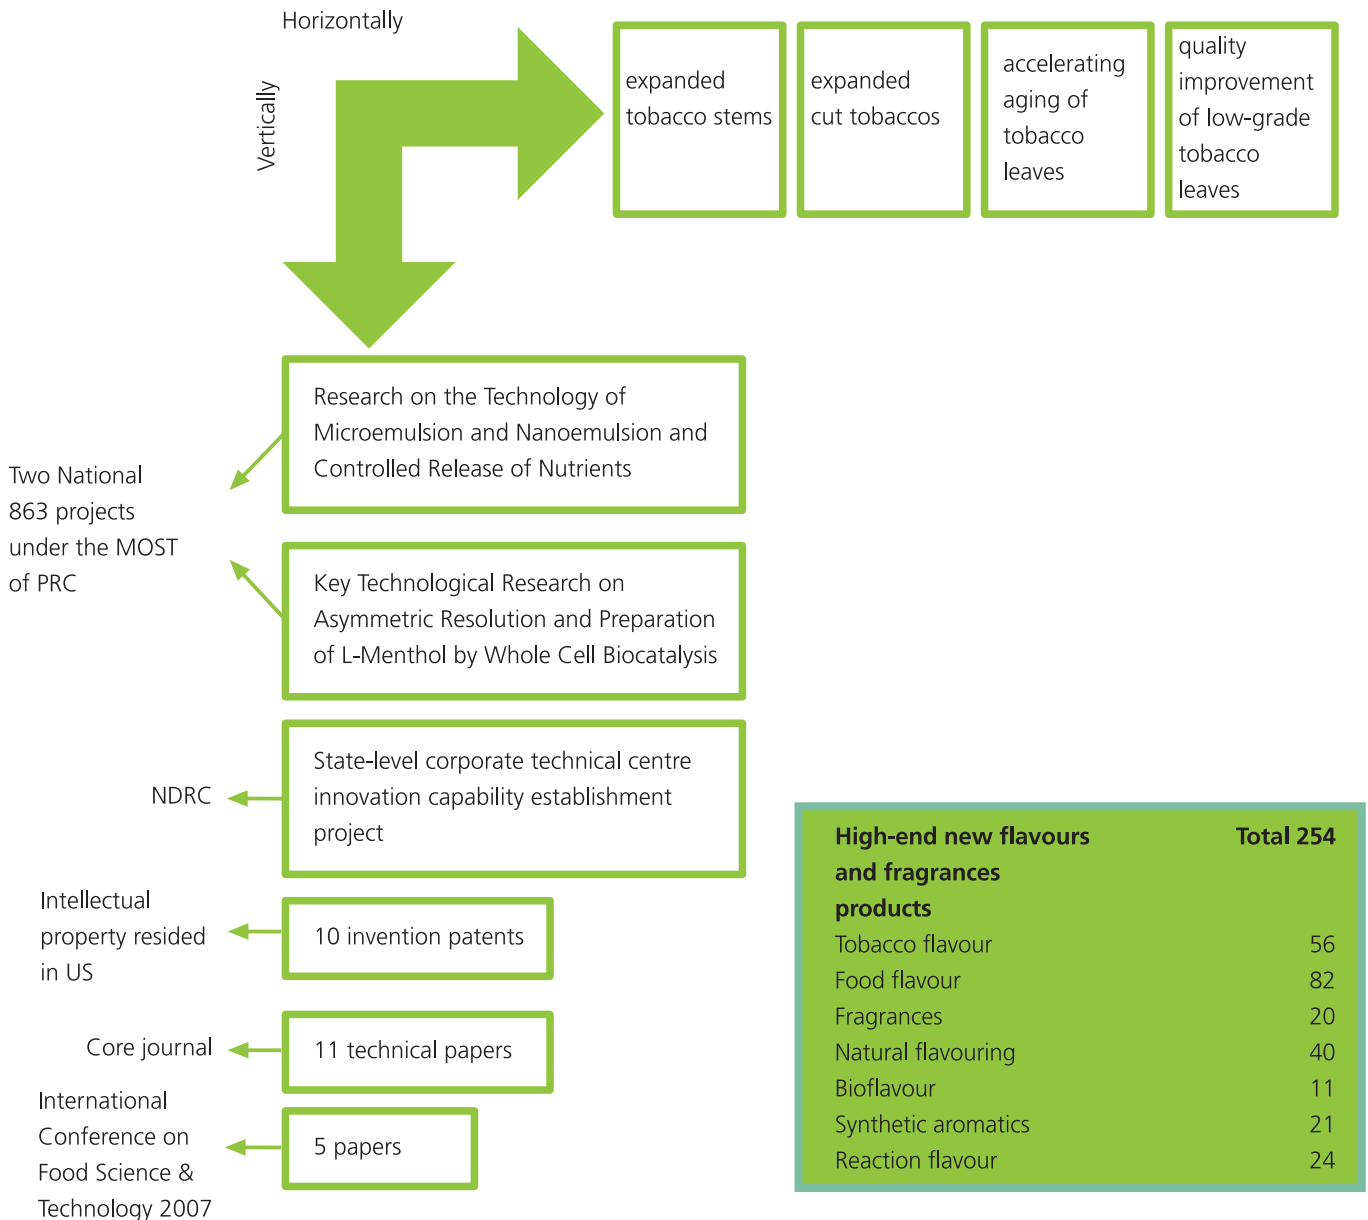 Horizontally
Vertically
expanded
tobacco stems
expanded
cut tobaccos
accelerating
aging of
tobacco
leaves
quality
improvement
of low-grade
tobacco
leaves
Two National
863 projects
under the MOST
of PRC
Research on the Technology of
Microemulsion and Nanoemulsion and
Controlled Release of Nutrients
Key Technological Research on
Asymmetric Resolution and Preparation
of L-Menthol by Whole Cell Biocatalysis
NDRC
State-level corporate technical centre
innovation capability establishment
project
Intellectual
property resided
in US
10 invention patents
Core journal
11 technical papers
International
Conference on
Food Science &
Technology 2007
5 papers
High-end new flavours Total 254
and fragrances
products
Tobacco flavour 56
Food flavour 82
Fragrances 20
Natural flavouring 40
Bioflavour 11
Synthetic aromatics 21
Reaction flavour 24